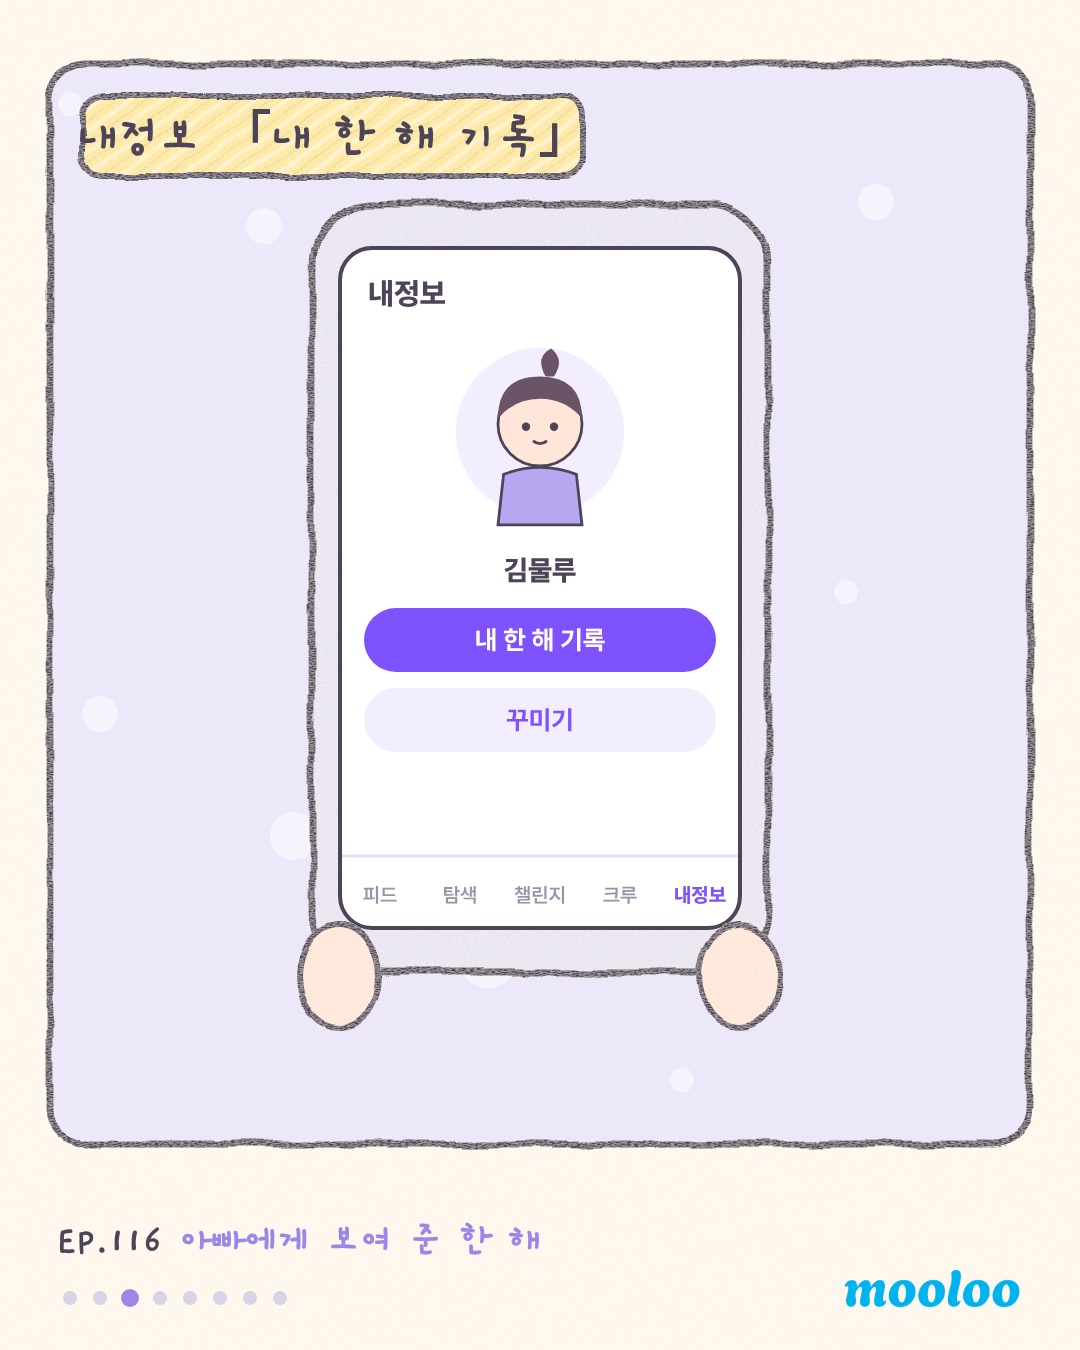 내정보 「내 한 해 기록」
내정보
김물루
내 한 해 기록
꾸미기
피드 탐색 챌린지 크루 내정보
EP.116 아빠에게 보여 준 한 해
mooloo